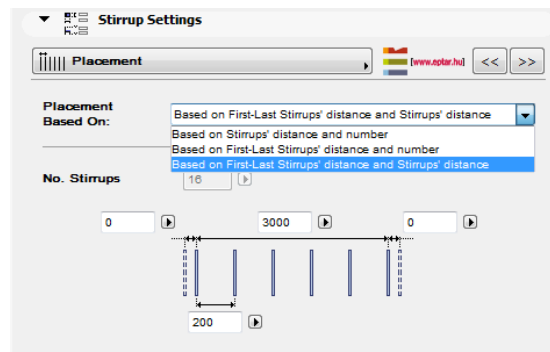 Stirrup Settings
Placement
[www.eptar.hu]
<<
>>
Placement
Based On:
Based on First-Last Stirrups' distance and Stirrups' distance
Based on Stirrups' distance and number
Based on First-Last Stirrups' distance and number
Based on First-Last Stirrups' distance and Stirrups' distance
No. Stirrups
16
0
3000
0
200